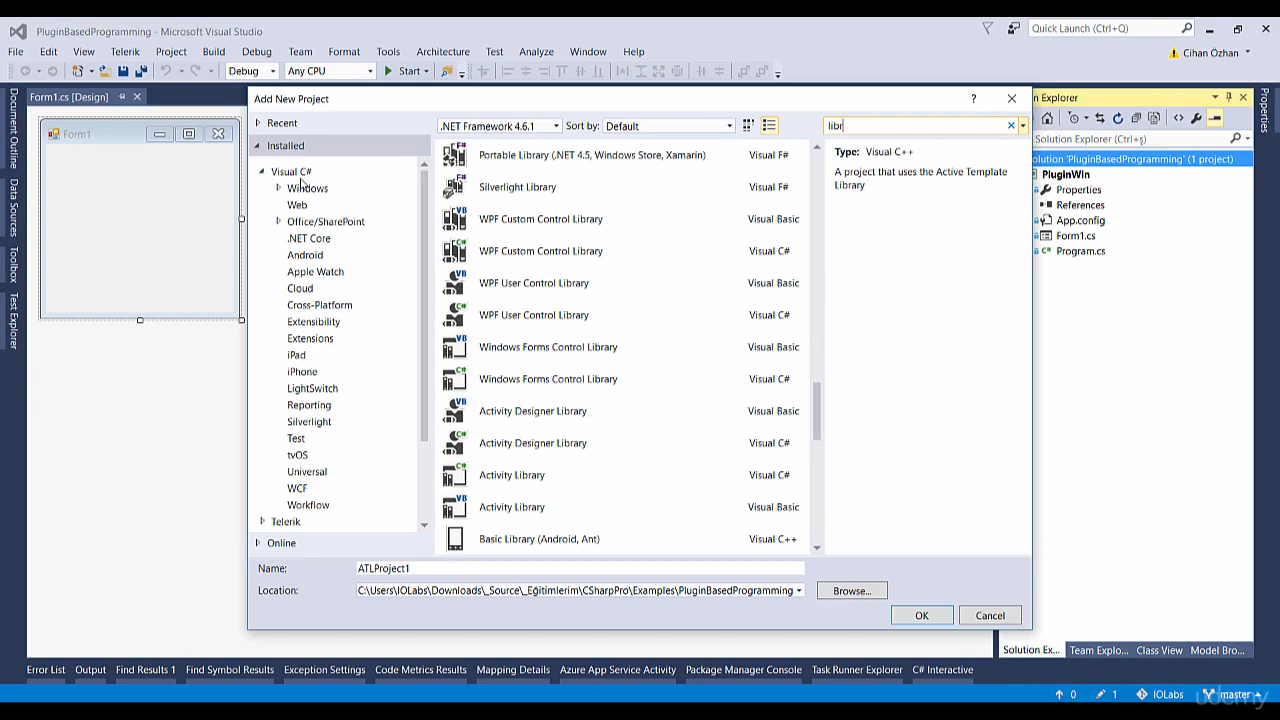 PluginBasedProgramming - Microsoft Visual Studio
Quick Launch (Ctrl+Q)
File Edit View Telerik Project Build Debug Team Format Tools Architecture Test Analyze Window Help
Cihan Özhan
Debug Any CPU Start
Form1.cs [Design]
Document Outline
Data Sources
Toolbox
Test Explorer
Form1
Add New Project ?
Recent
Installed
Visual C#
Windows
Web
Office/SharePoint
.NET Core
Android
Apple Watch
Cloud
Cross-Platform
Extensibility
Extensions
iPad
iPhone
LightSwitch
Reporting
Silverlight
Test
tvOS
Universal
WCF
Workflow
Telerik
Online
.NET Framework 4.6.1 Sort by: Default
libr
Portable Library (.NET 4.5, Windows Store, Xamarin) Visual F#
Silverlight Library Visual F#
WPF Custom Control Library Visual Basic
WPF Custom Control Library Visual C#
WPF User Control Library Visual Basic
WPF User Control Library Visual C#
Windows Forms Control Library Visual Basic
Windows Forms Control Library Visual C#
Activity Designer Library Visual Basic
Activity Designer Library Visual C#
Activity Library Visual C#
Activity Library Visual Basic
Basic Library (Android, Ant) Visual C++
Type: Visual C++
A project that uses the Active Template
Library
Name: ATLProject1
Location: C:\Users\IOLabs\Downloads\_Source\_Eğitimlerim\CSharpPro\Examples\PluginBasedProgramming Browse...
OK Cancel
n Explorer
Search Solution Explorer (Ctrl+ş)
olution 'PluginBasedProgramming' (1 project)
PluginWin
Properties
References
App.config
Form1.cs
C# Program.cs
Properties
Solution Ex... Team Explo... Class View Model Bro...
Error List Output Find Results 1 Find Symbol Results Exception Settings Code Metrics Results Mapping Details Azure App Service Activity Package Manager Console Task Runner Explorer C# Interactive
0 1 IOLabs master
udemy